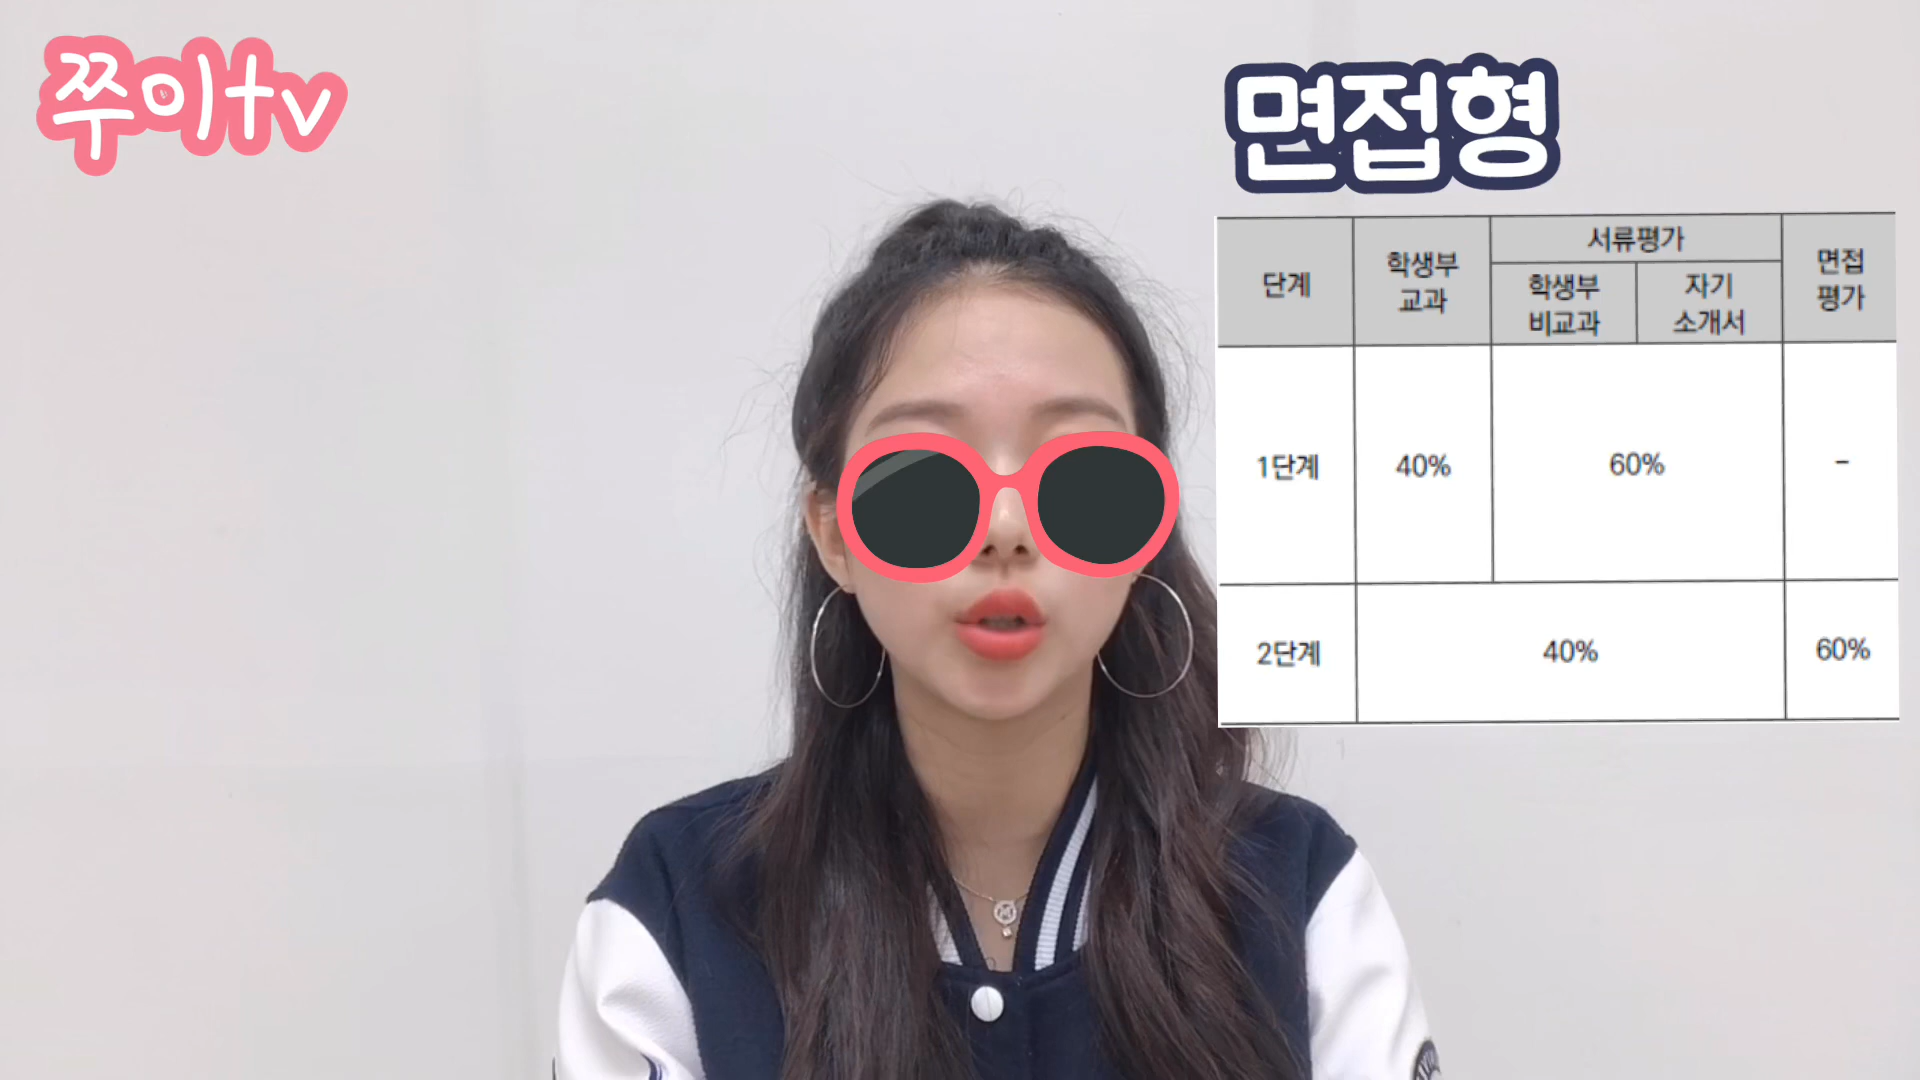 쭈이tv
면접형
단계
학생부
교과
서류평가
학생부
비교과
자기
소개서
면접
평가
1단계
40%
60%
-
2단계
40%
60%